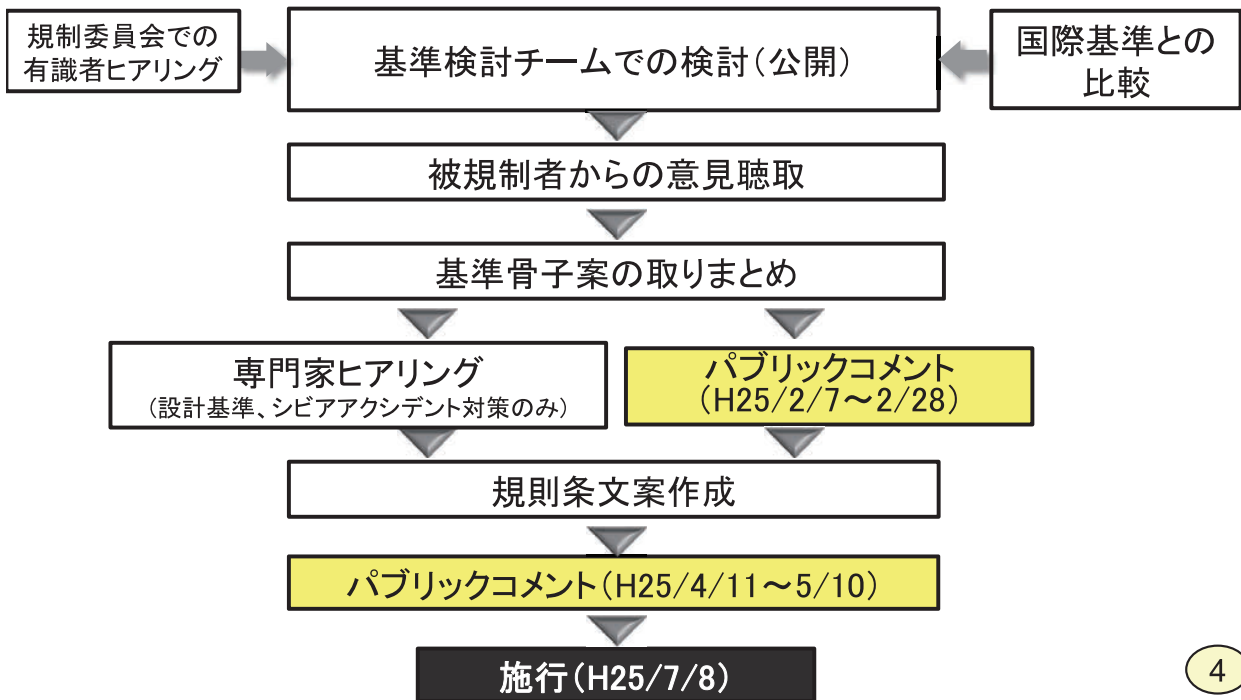 規制委員会での
有識者ヒアリング
基準検討チームでの検討(公開)
国際基準との
比較
被規制者からの意見聴取
基準骨子案の取りまとめ
専門家ヒアリング
(設計基準、シビアアクシデント対策のみ)
パブリックコメント
(H25/2/7~2/28)
規則条文案作成
パブリックコメント(H25/4/11~5/10)
施行(H25/7/8)
4